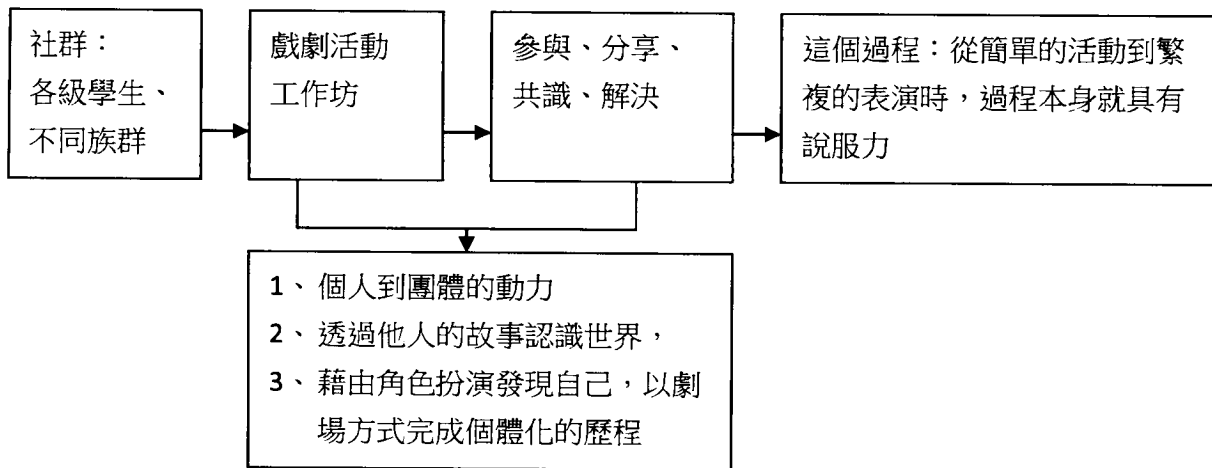 社群：
各級學生、
不同族群
戲劇活動
工作坊
參與、分享、
共識、解決
這個過程：從簡單的活動到繁
複的表演時，過程本身就具有
說服力
1、個人到團體的動力
2、透過他人的故事認識世界，
3、藉由角色扮演發現自己，以劇
場方式完成個體化的歷程